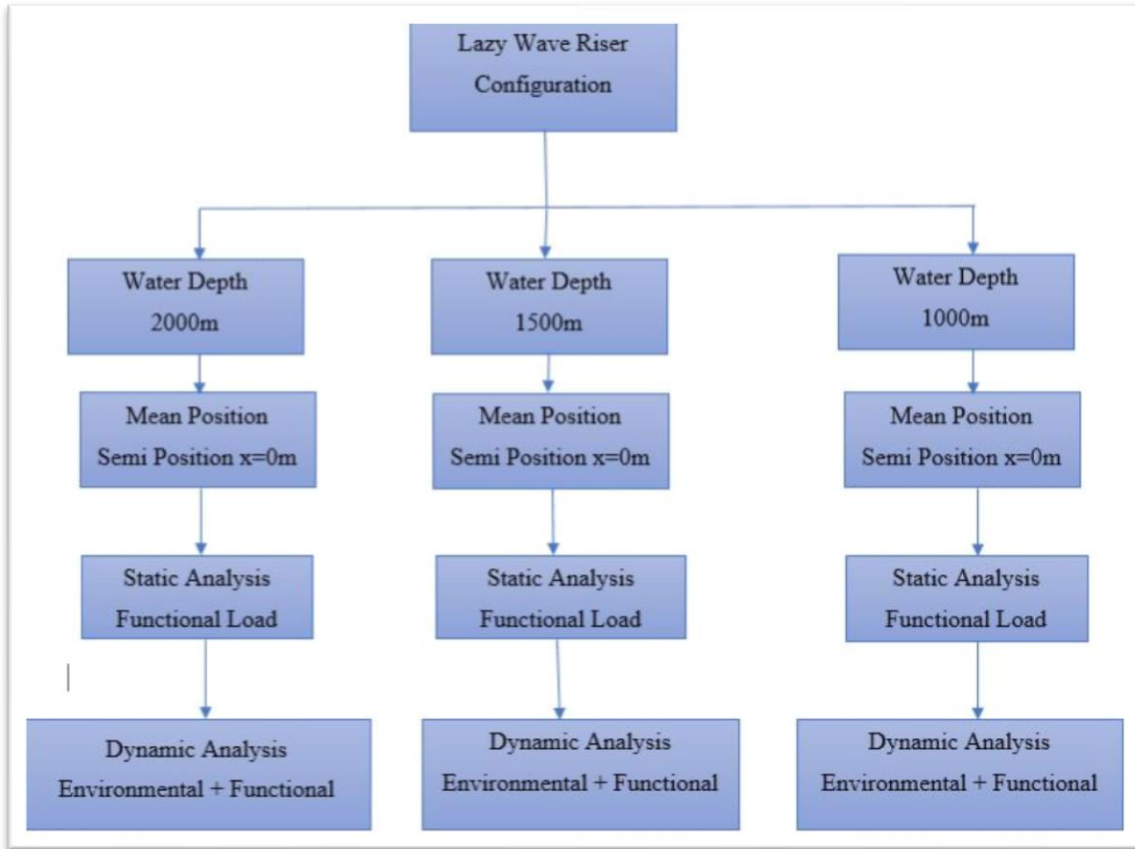 Lazy Wave Riser
Configuration
Water Depth
2000m
Water Depth
1500m
Water Depth
1000m
Mean Position
Semi Position x=0m
Mean Position
Semi Position x=0m
Mean Position
Semi Position x=0m
Static Analysis
Functional Load
Static Analysis
Functional Load
Static Analysis
Functional Load
Dynamic Analysis
Environmental + Functional
Dynamic Analysis
Environmental + Functional
Dynamic Analysis
Environmental + Functional